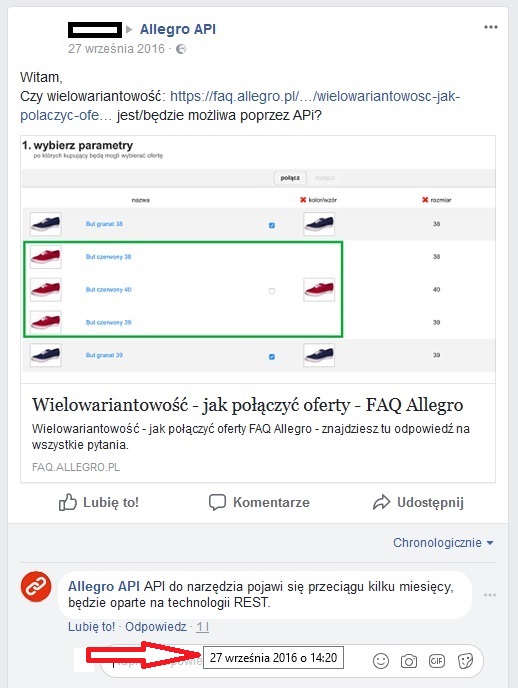 Allegro API
27 września 2016
Witam,
Czy wielowariantowość: https://faq.allegro.pl/…/wielowariantowosc-jak-
polaczyc-ofe… jest/będzie możliwa poprzez APi?
1. wybierz parametry
po których kupujący będą mogli wybierać ofertę
połącz
nazwa kolor/wzór rozmiar
But granat 38 38
But czerwony 38 38
But czerwony 40 40
But czerwony 39 39
But granat 39 39
Wielowariantowość - jak połączyć oferty - FAQ Allegro
Wielowariantowość - jak połączyć oferty FAQ Allegro - znajdziesz tu odpowiedź na
wszystkie pytania.
FAQ.ALLEGRO.PL
Lubię to! Komentarze Udostępnij
Chronologicznie
Allegro API API do narzędzia pojawi się przeciągu kilku miesięcy,
będzie oparte na technologii REST.
Lubię to! · Odpowiedz · 1 l
27 września 2016 o 14:20
GIF